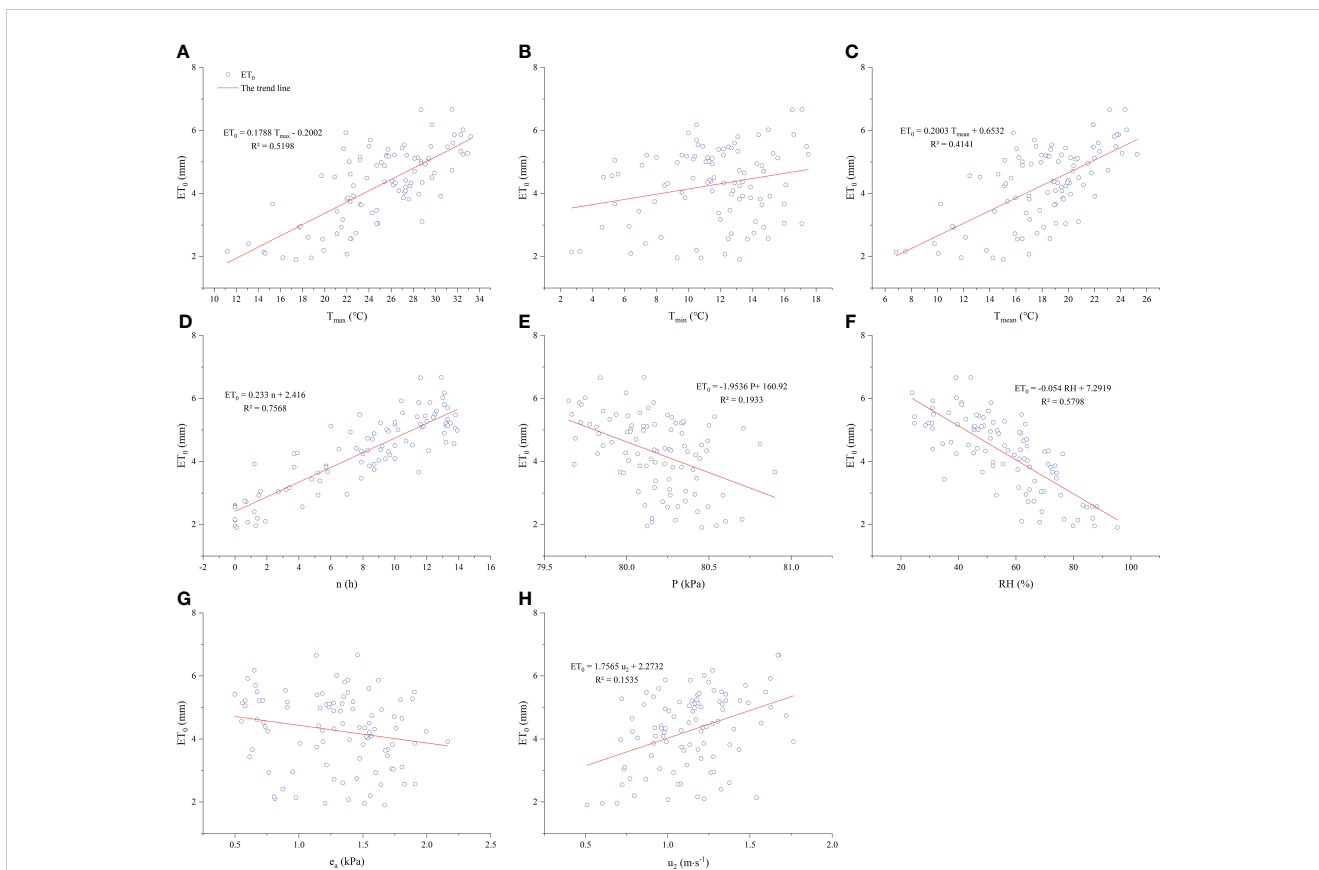 A
ET₀
The trend line
ET₀ = 0.1788 Tmax - 0.2002
R² = 0.5198
8
6
4
2
ET₀ (mm)
10 12 14 16 18 20 22 24 26 28 30 32 34
Tmax (°C)
B
8
6
4
2
ET₀ (mm)
2 4 6 8 10 12 14 16 18
Tmin (°C)
C
ET₀ = 0.2003 Tmean + 0.6532
R² = 0.4141
8
6
4
2
ET₀ (mm)
6 8 10 12 14 16 18 20 22 24 26
Tmean (°C)
D
ET₀ = 0.233 n + 2.416
R² = 0.7568
8
6
4
2
ET₀ (mm)
-2 0 2 4 6 8 10 12 14 16
n (h)
E
ET₀ = -1.9536 P+ 160.92
R² = 0.1933
8
6
4
2
ET₀ (mm)
79.5 80.0 80.5 81.0
P (kPa)
F
ET₀ = -0.054 RH + 7.2919
R² = 0.5798
8
6
4
2
ET₀ (mm)
20 40 60 80 100
RH (%)
G
8
6
4
2
ET₀ (mm)
0.5 1.0 1.5 2.0 2.5
eₐ (kPa)
H
ET₀ = 1.7565 u₂ + 2.2732
R² = 0.1535
8
6
4
2
ET₀ (mm)
0.5 1.0 1.5 2.0
u₂ (m·s⁻¹)